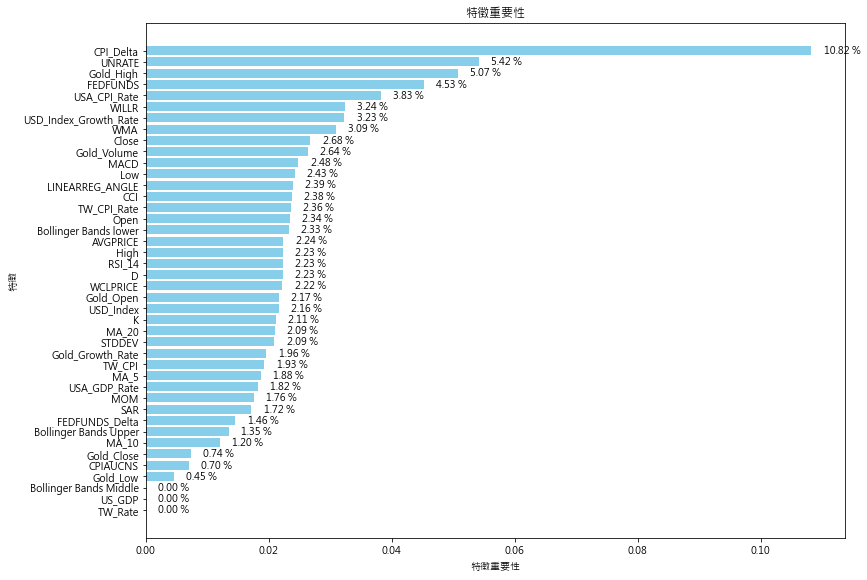 特徵重要性
CPI_Delta 10.82 %
UNRATE 5.42 %
Gold_High 5.07 %
FEDFUNDS 4.53 %
USA_CPI_Rate 3.83 %
WILLR 3.24 %
USD_Index_Growth_Rate 3.23 %
WMA 3.09 %
Close 2.68 %
Gold_Volume 2.64 %
MACD 2.48 %
Low 2.43 %
LINEARREG_ANGLE 2.39 %
CCI 2.38 %
TW_CPI_Rate 2.36 %
Open 2.34 %
Bollinger Bands lower 2.33 %
AVGPRICE 2.24 %
High 2.23 %
RSI_14 2.23 %
D 2.23 %
WCLPRICE 2.22 %
Gold_Open 2.17 %
USD_Index 2.16 %
K 2.11 %
MA_20 2.09 %
STDDEV 2.09 %
Gold_Growth_Rate 1.96 %
TW_CPI 1.93 %
MA_5 1.88 %
USA_GDP_Rate 1.82 %
MOM 1.76 %
SAR 1.72 %
FEDFUNDS_Delta 1.46 %
Bollinger Bands Upper 1.35 %
MA_10 1.20 %
Gold_Close 0.74 %
CPIAUCNS 0.70 %
Gold_Low 0.45 %
Bollinger Bands Middle 0.00 %
US_GDP 0.00 %
TW_Rate 0.00 %
特徵
0.00 0.02 0.04 0.06 0.08 0.10
特徵重要性